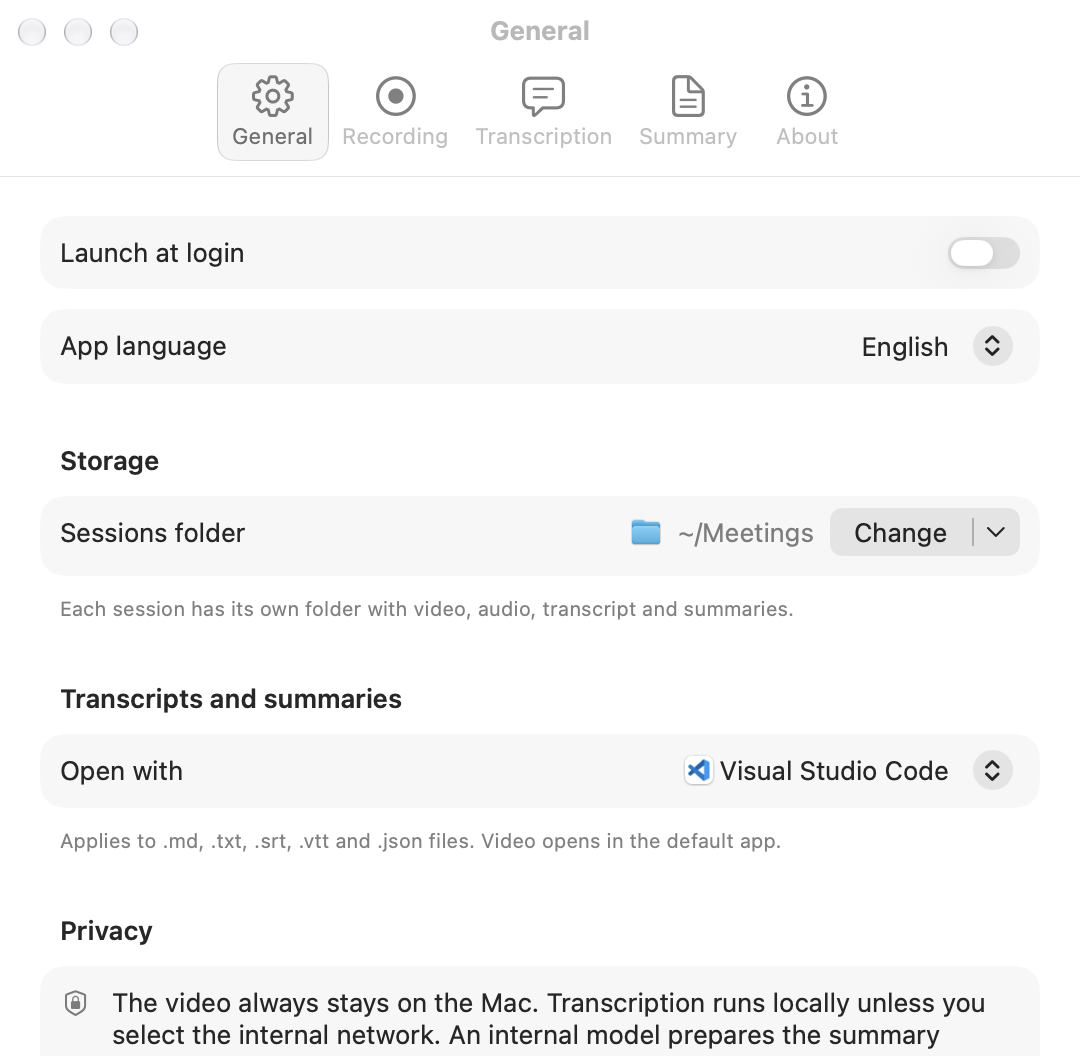 General
General
Recording
Transcription
Summary
About
Launch at login
App language
English
Storage
Sessions folder
~/Meetings
Change
Each session has its own folder with video, audio, transcript and summaries.
Transcripts and summaries
Open with
Visual Studio Code
Applies to .md, .txt, .srt, .vtt and .json files. Video opens in the default app.
Privacy
The video always stays on the Mac. Transcription runs locally unless you
select the internal network. An internal model prepares the summary